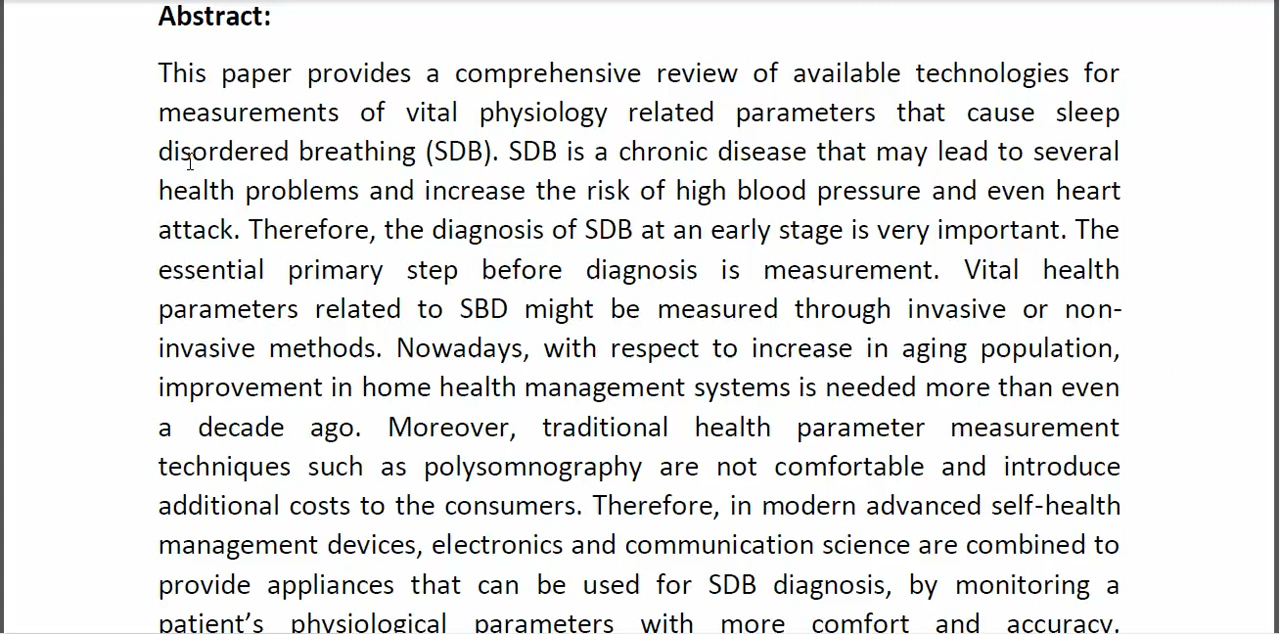 Abstract:
This paper provides a comprehensive review of available technologies for
measurements of vital physiology related parameters that cause sleep
disordered breathing (SDB). SDB is a chronic disease that may lead to several
health problems and increase the risk of high blood pressure and even heart
attack. Therefore, the diagnosis of SDB at an early stage is very important. The
essential primary step before diagnosis is measurement. Vital health
parameters related to SBD might be measured through invasive or non-
invasive methods. Nowadays, with respect to increase in aging population,
improvement in home health management systems is needed more than even
a decade ago. Moreover, traditional health parameter measurement
techniques such as polysomnography are not comfortable and introduce
additional costs to the consumers. Therefore, in modern advanced self-health
management devices, electronics and communication science are combined to
provide appliances that can be used for SDB diagnosis, by monitoring a
patient’s physiological parameters with more comfort and accuracy.